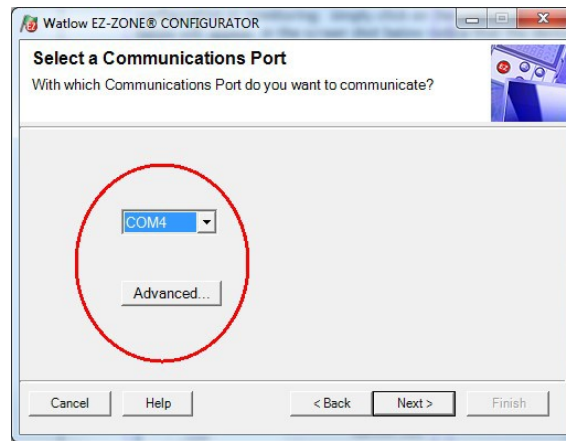 Watlow EZ-ZONE® CONFIGURATOR
Select a Communications Port
With which Communications Port do you want to communicate?
EZ
COM4
Advanced...
Cancel
Help
< Back
Next >
Finish